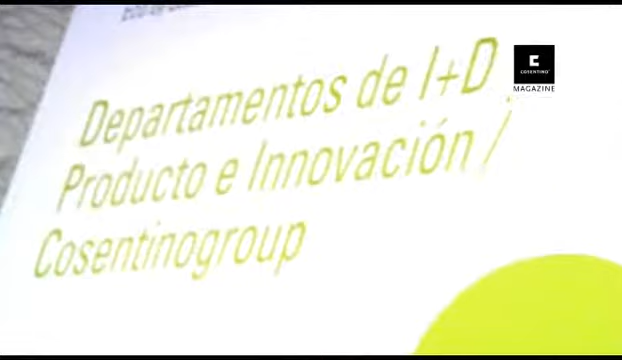 Departamentos de I+D
Producto e Innovación /
Cosentinogroup
COSENTINO
MAGAZINE